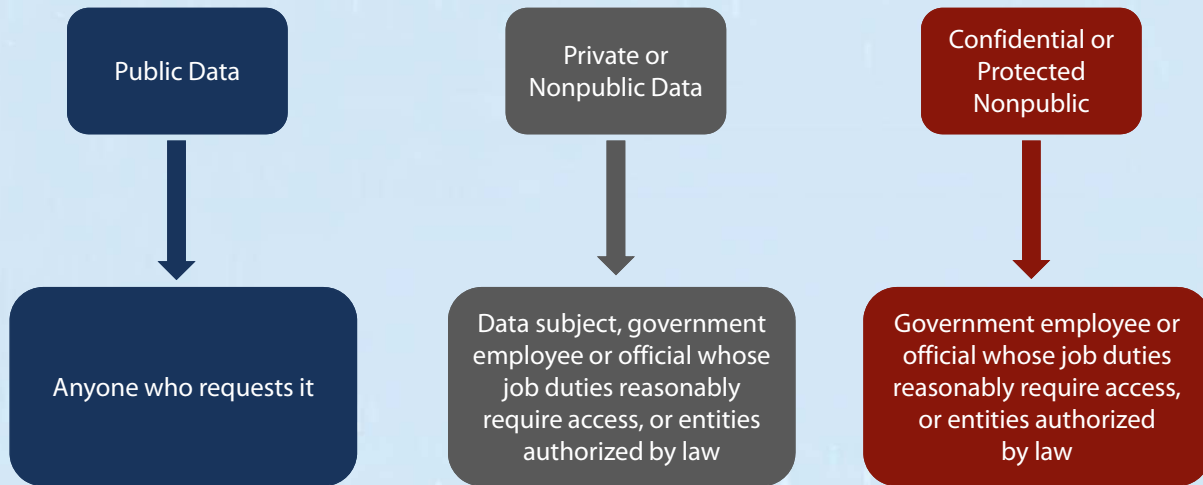 Public Data
Private or
Nonpublic Data
Confidential or
Protected
Nonpublic
Anyone who requests it
Data subject, government
employee or official whose
job duties reasonably
require access, or entities
authorized by law
Government employee or
official whose job duties
reasonably require access,
or entities authorized
by law